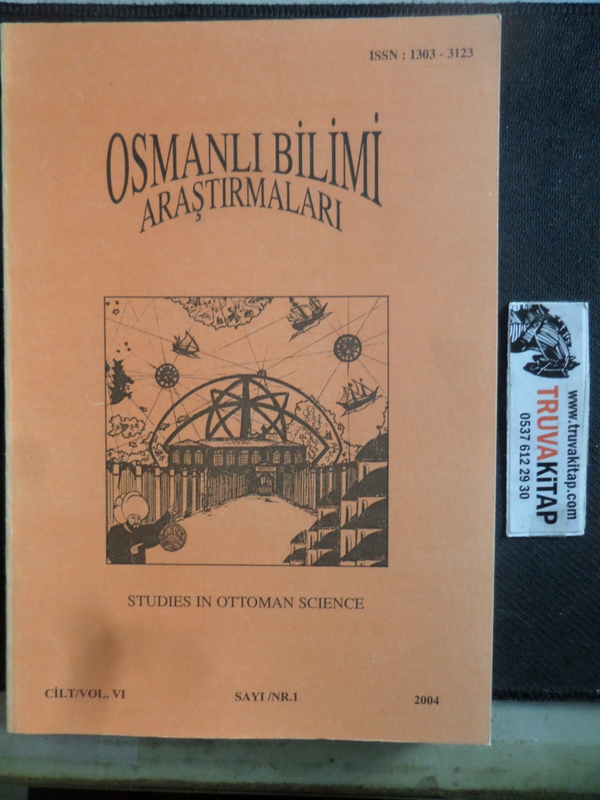 ISSN : 1303 - 3123
OSMANLI BİLİMİ
ARAŞTIRMALARI
STUDIES IN OTTOMAN SCIENCE
CİLT/VOL. VI SAYI /NR.1 2004
www.truvakitap.com
TRUVAKiTAP
0537 612 29 30